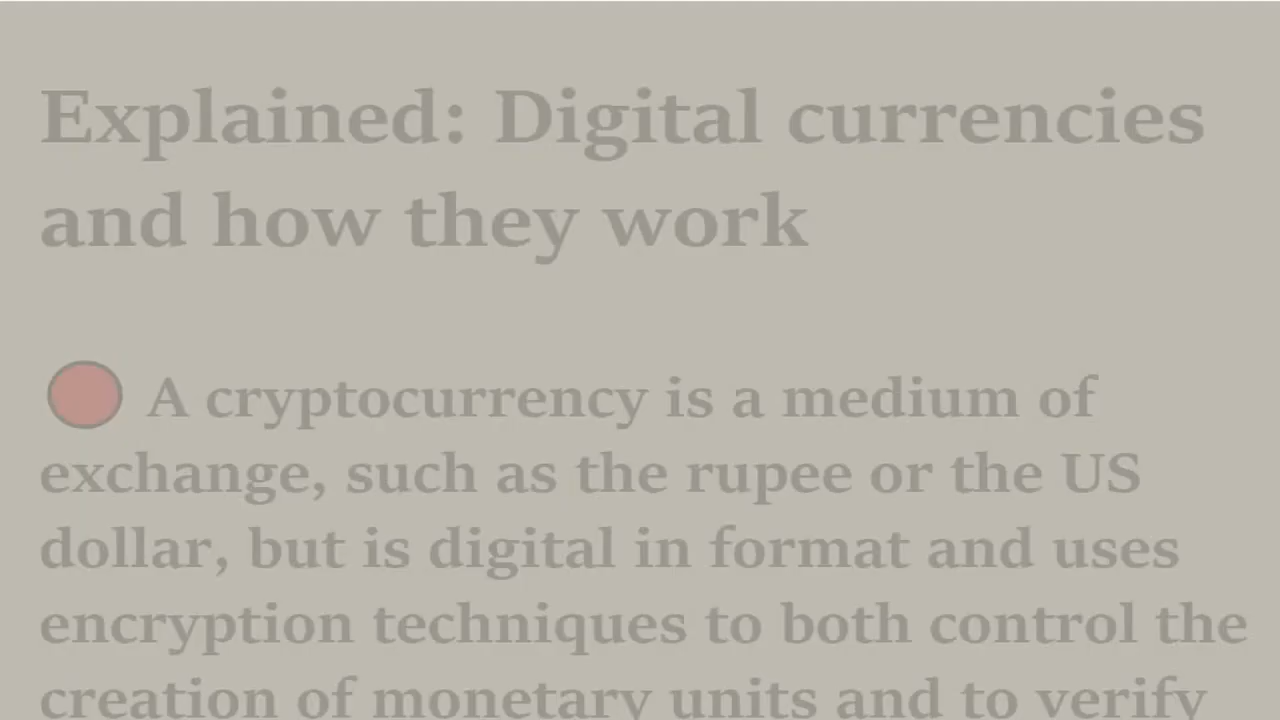 Explained: Digital currencies
and how they work
A cryptocurrency is a medium of
exchange, such as the rupee or the US
dollar, but is digital in format and uses
encryption techniques to both control the
creation of monetary units and to verify